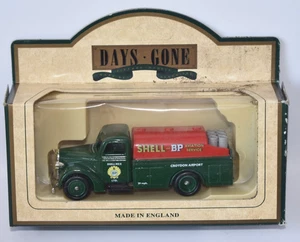 DAYS·GONE
SHELL-BP
AVIATION
SERVICE
CROYDON AIRPORT
MADE IN ENGLAND